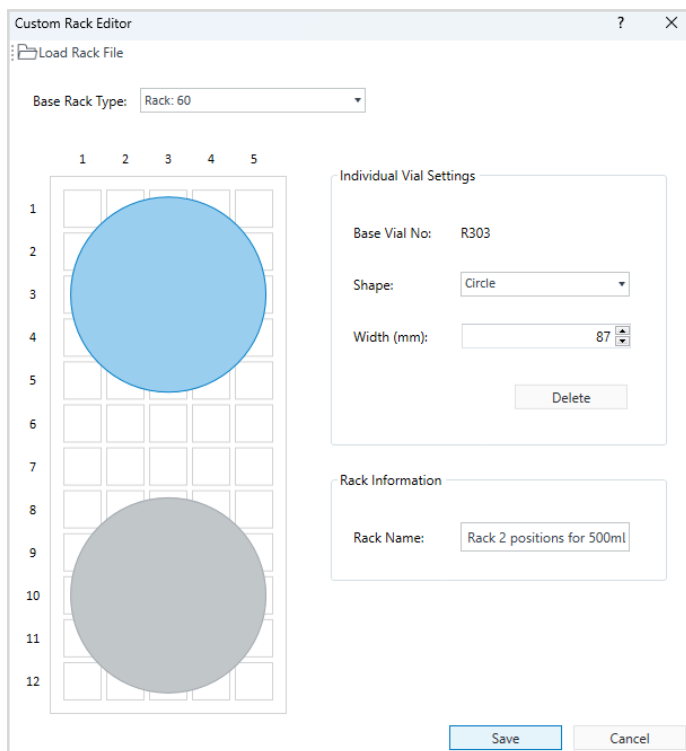 Custom Rack Editor ? ×
Load Rack File
Base Rack Type: Rack: 60
1 2 3 4 5
1
2
3
4
5
6
7
8
9
10
11
12
Individual Vial Settings
Base Vial No: R303
Shape: Circle
Width (mm): 87
Delete
Rack Information
Rack Name: Rack 2 positions for 500ml
Save Cancel